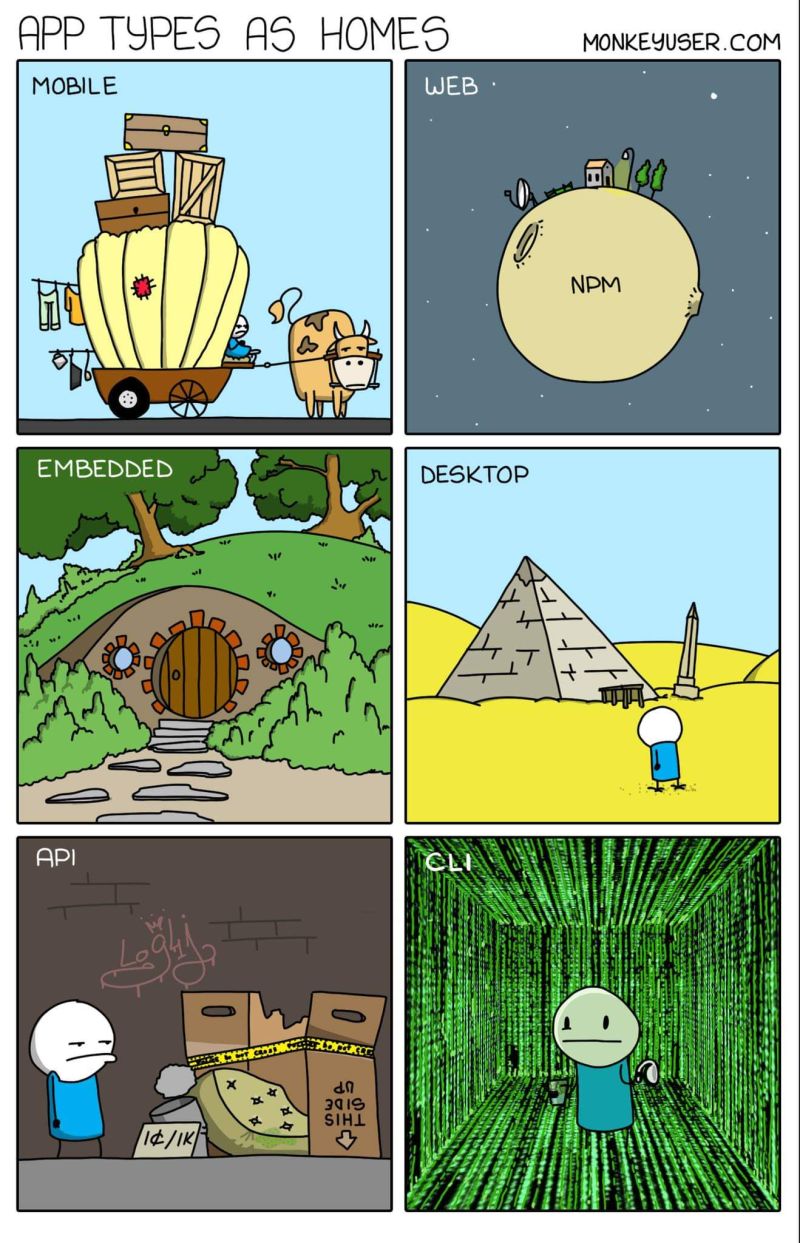 APP TYPES AS HOMES
MONKEYUSER.COM
MOBILE
WEB
NPM
EMBEDDED
DESKTOP
API
Log4j
1¢/1K
THIS
SIDE
UP
CLI